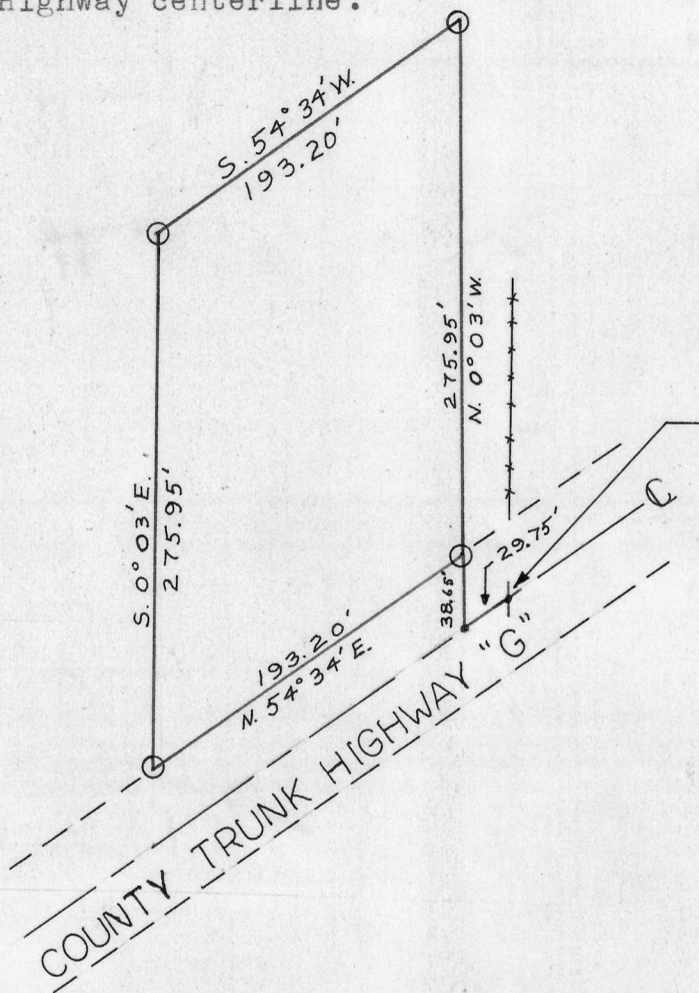 Highway centerline.
S. 54° 34' W.
193.20'
275.95'
N. 0° 03' W.
S. 0° 03' E.
275.95'
29.75'
℄
38.65'
193.20'
N. 54° 34' E.
COUNTY TRUNK HIGHWAY "G"